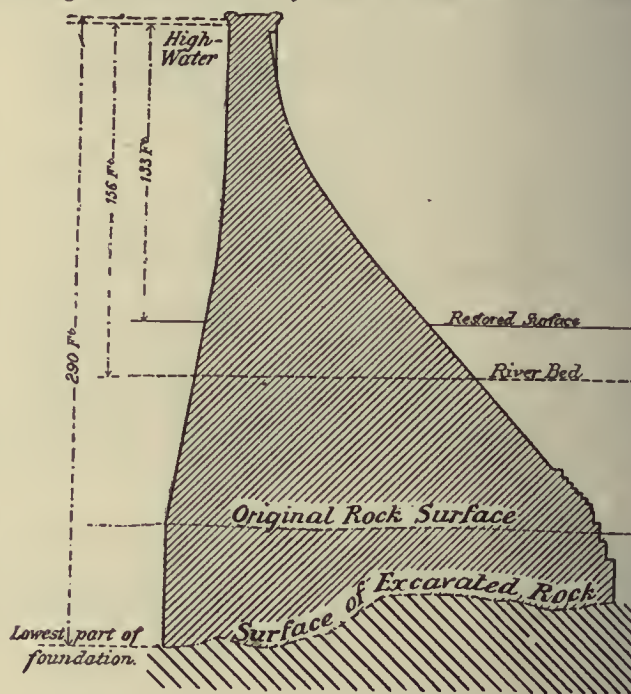 High-
Water
133 Ft.
156 Ft.
290 Ft.
Restored Surface
River Bed
Original Rock Surface
Surface of Excavated Rock
Lowest part of
foundation.